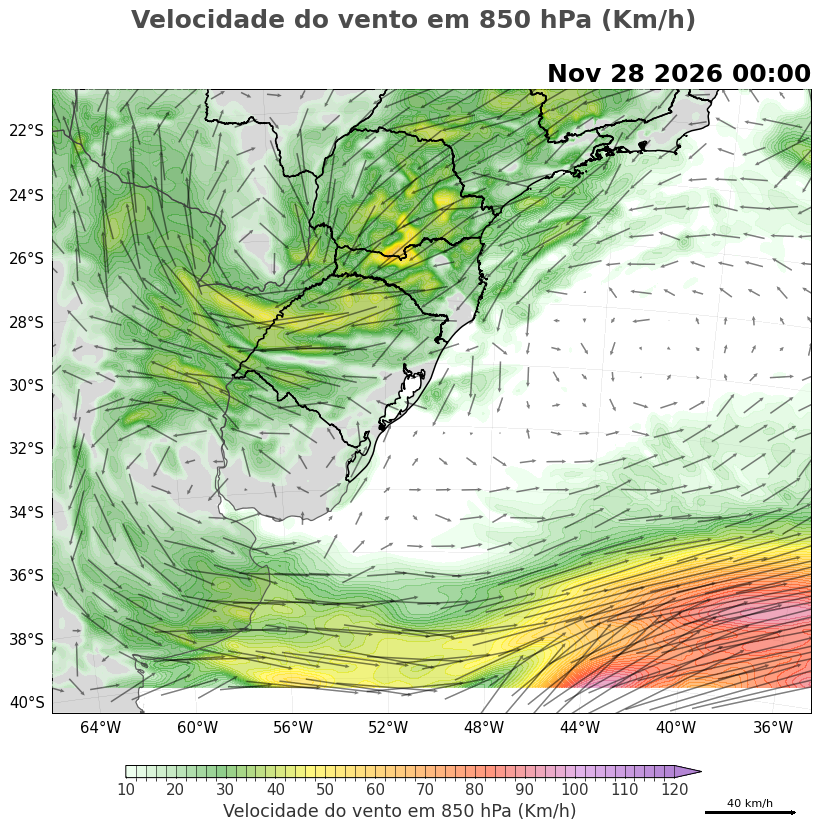 Velocidade do vento em 850 hPa (Km/h)
Nov 28 2026 00:00
22°S
24°S
26°S
28°S
30°S
32°S
34°S
36°S
38°S
40°S
64°W 60°W 56°W 52°W 48°W 44°W 40°W 36°W
10 20 30 40 50 60 70 80 90 100 110 120
40 km/h
Velocidade do vento em 850 hPa (Km/h)